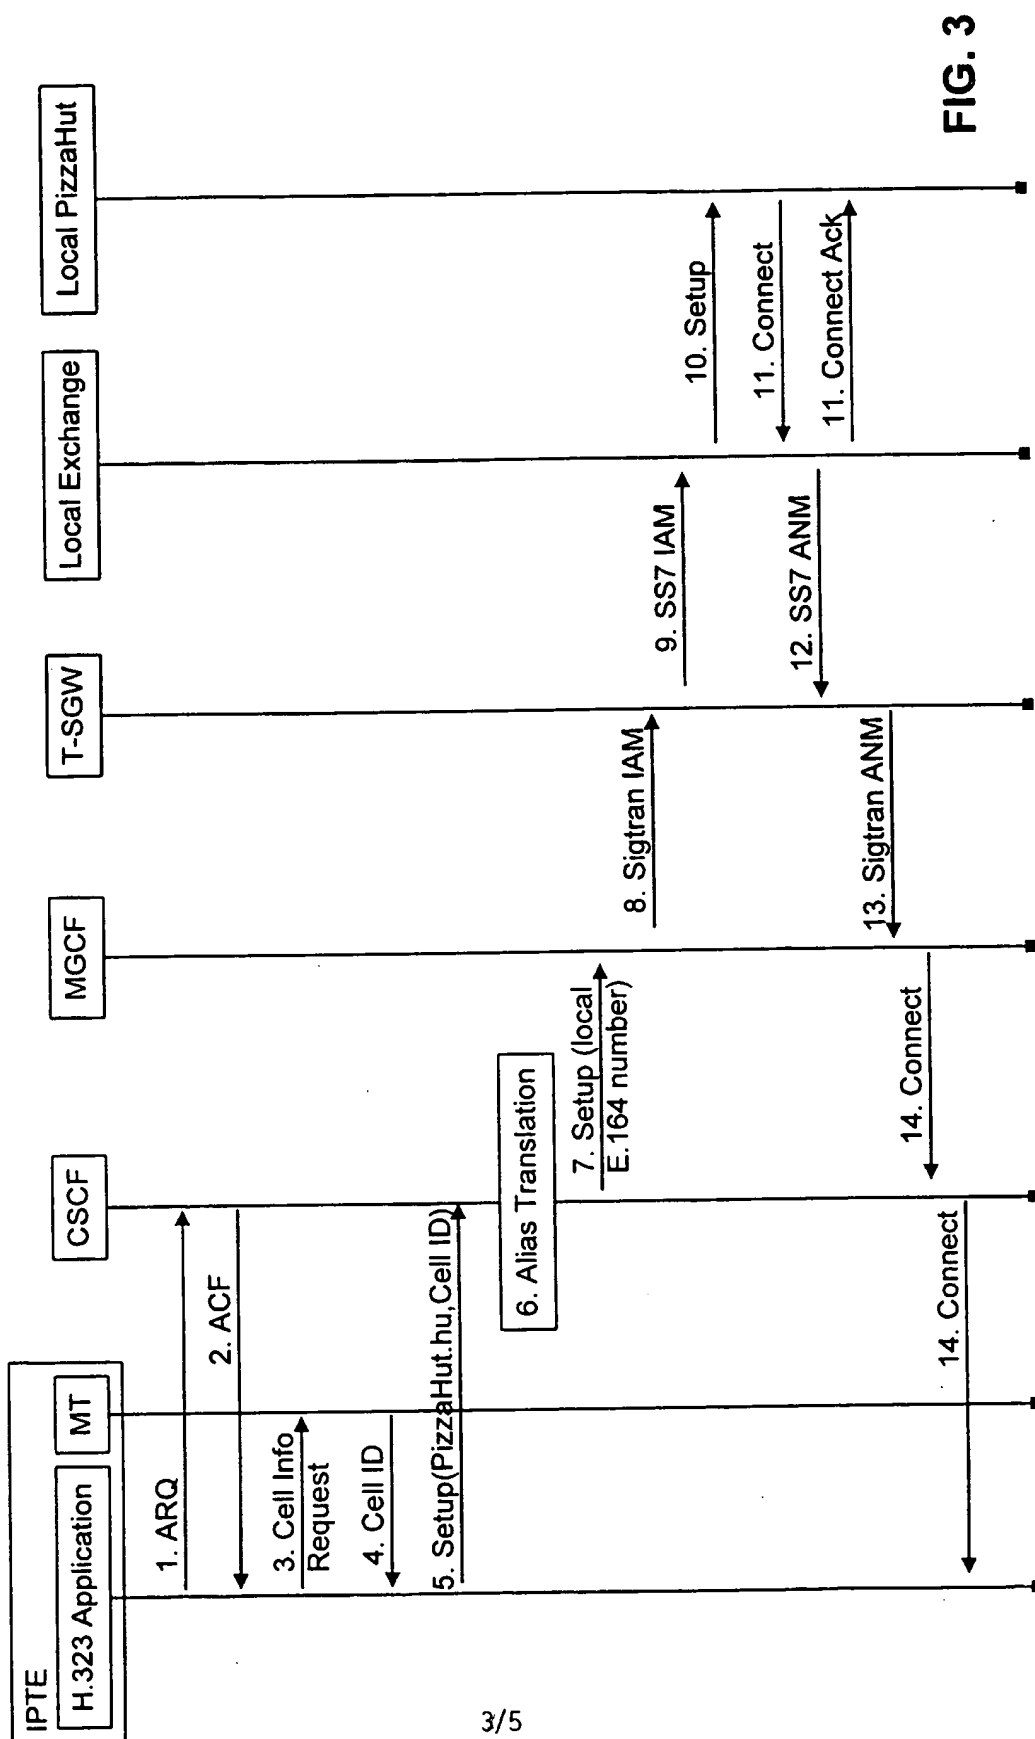 IPTE
H.323 Application
MT
CSCF
MGCF
T-SGW
Local Exchange
Local PizzaHut
1. ARQ
2. ACF
3. Cell Info
Request
4. Cell ID
5. Setup(PizzaHut.hu,Cell ID)
6. Alias Translation
7. Setup (local
E.164 number)
8. Sigtran IAM
9. SS7 IAM
10. Setup
11. Connect
12. SS7 ANM
11. Connect Ack
13. Sigtran ANM
14. Connect
14. Connect
FIG. 3
3/5